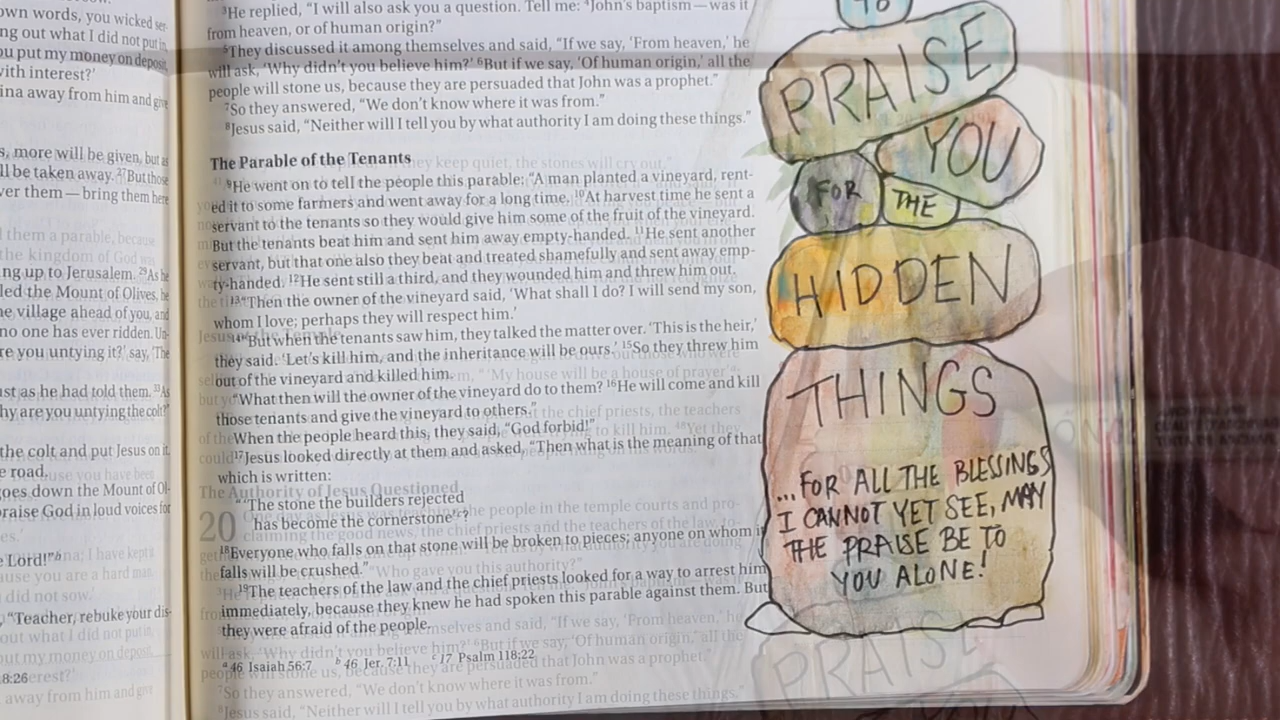 own words, you wicked ser-
ng out what I did not put in,
ou put my money on deposit,
with interest?'
ina away from him and give
s, more will be given, but as
ll be taken away. 27But those
ver them — bring them here
ng up to Jerusalem. 29As he
led the Mount of Olives, he
he village ahead of you, and
no one has ever ridden. Un-
re you untying it?' say, 'The
ust as he had told them. 33As
hy are you untying the colt?"
the colt and put Jesus on it.
e road.
goes down the Mount of Ol-
praise God in loud voices for
e Lord!"b
"Teacher, rebuke your dis-
8:26
3He replied, "I will also ask you a question. Tell me: 4John's baptism — was it
from heaven, or of human origin?"
5They discussed it among themselves and said, "If we say, 'From heaven,' he
will ask, 'Why didn't you believe him?' 6But if we say, 'Of human origin,' all the
people will stone us, because they are persuaded that John was a prophet."
7So they answered, "We don't know where it was from."
8Jesus said, "Neither will I tell you by what authority I am doing these things."
The Parable of the Tenants
9He went on to tell the people this parable: "A man planted a vineyard, rent-
ed it to some farmers and went away for a long time. 10At harvest time he sent a
servant to the tenants so they would give him some of the fruit of the vineyard.
But the tenants beat him and sent him away empty-handed. 11He sent another
servant, but that one also they beat and treated shamefully and sent away emp-
ty-handed. 12He sent still a third, and they wounded him and threw him out.
13"Then the owner of the vineyard said, 'What shall I do? I will send my son,
whom I love; perhaps they will respect him.'
14"But when the tenants saw him, they talked the matter over. 'This is the heir,'
they said. 'Let's kill him, and the inheritance will be ours.' 15So they threw him
out of the vineyard and killed him.
"What then will the owner of the vineyard do to them? 16He will come and kill
those tenants and give the vineyard to others."
When the people heard this, they said, "God forbid!"
17Jesus looked directly at them and asked, "Then what is the meaning of that
which is written:
"'The stone the builders rejected
has become the cornerstone'c?
18Everyone who falls on that stone will be broken to pieces; anyone on whom it
falls will be crushed."
19The teachers of the law and the chief priests looked for a way to arrest him
immediately, because they knew he had spoken this parable against them. But
they were afraid of the people.
a 46 Isaiah 56:7 b 46 Jer. 7:11 c 17 Psalm 118:22
The Authority of Jesus Questioned
20
TO
PRAISE
YOU
FOR THE
HIDDEN
THINGS
...FOR ALL THE BLESSINGS
I CANNOT YET SEE, MAY
THE PRAISE BE TO
YOU ALONE!
PRAISE
YOU